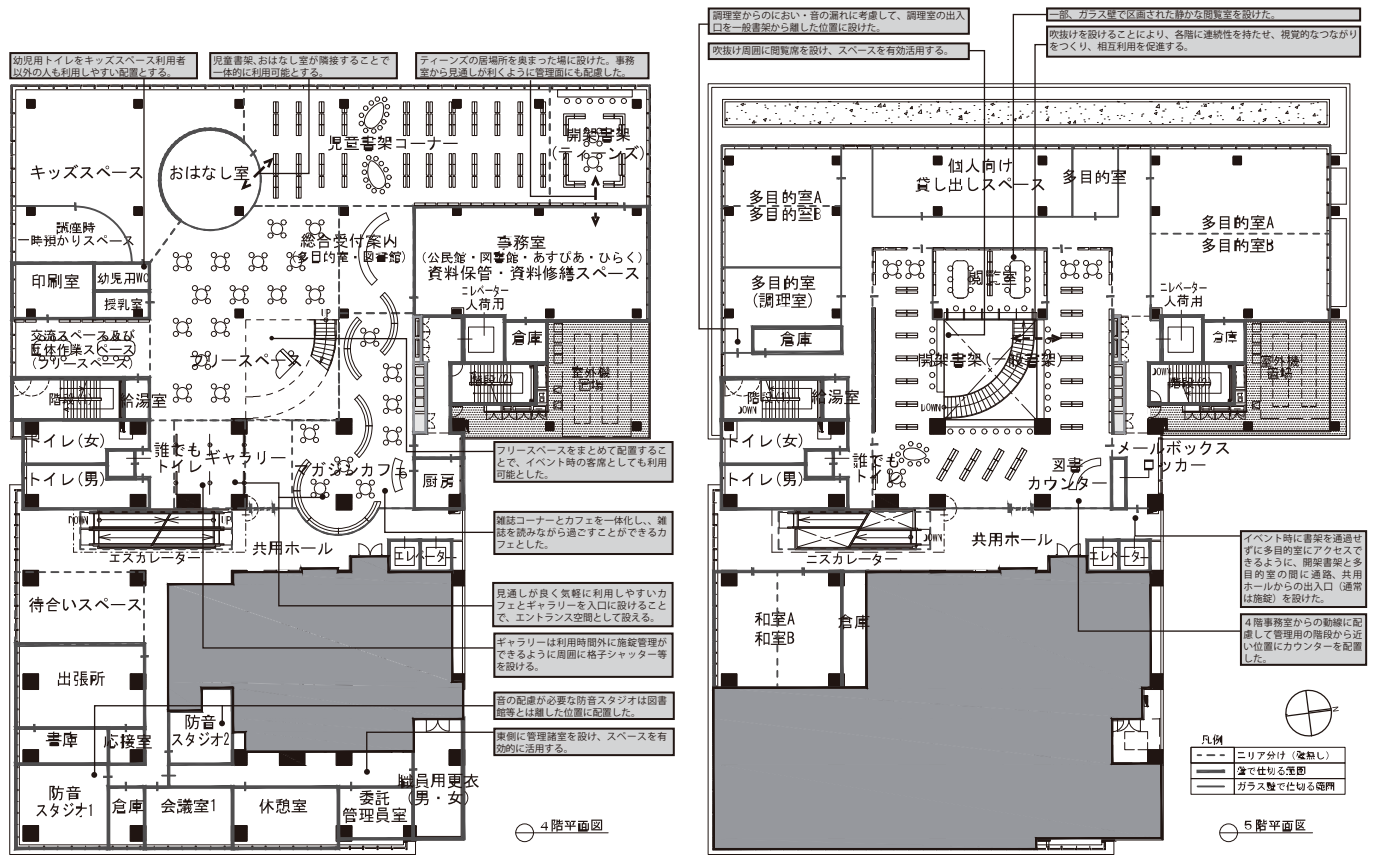 幼児用トイレをキッズスペース利用者
以外の人も利用しやすい配置とする。
児童書架、おはなし室が隣接することで
一体的に利用可能とする。
ティーンズの居場所を奥まった場に設けた。事務
室から見通しが利くように管理面にも配慮した。
キッズスペース
おはなし室
児童書架コーナー
開架書架
(ティーンズ)
講座時
一時預かりスペース
印刷室
幼児用WC
授乳室
総合受付案内
(多目的室・図書館)
事務室
(公民館・図書館・あすぴあ・ひらく)
資料保管・資料修繕スペース
エレベーター
人荷用
倉庫
交流スペース及び
団体作業スペース
(フリースペース)
フリースペース
UP
室外機
置場
給湯室
トイレ(女)
トイレ(男)
誰でも
トイレ
ギャラリー
マガジンカフェ
厨房
DOWN
UP
エスカレーター
共用ホール
エレベーター
待合いスペース
出張所
書庫
応接室
防音
スタジオ2
防音
スタジオ1
倉庫
会議室1
休憩室
委託
管理員室
職員用更衣
(男・女)
4階平面図
フリースペースをまとめて配置するこ
とで、イベント時の客席としても利用
可能とした。
雑誌コーナーとカフェを一体化し、、雑
誌を読みながら過ごすことができるカ
フェとした。
見通しが良く気軽に利用しやすいカ
フェとギャラリーを入口に設けること
で、エントランス空間として設える。
ギャラリーは利用時間外に施錠管理が
できるように周囲に格子シャッター等
を設ける。
音の配慮が必要な防音スタジオは図書
館等とは離した位置に配置した。
東側に管理諸室を設け、スペースを有
効的に活用する。
調理室からのにおい・音の漏れに考慮して、調理室の出入
口を一般書架から離した位置に設けた。
吹抜け周囲に閲覧席を設け、スペースを有効活用する。
一部、ガラス壁で区画された静かな閲覧室を設けた。
吹抜けを設けることにより、各階に連続性を持たせ、視覚的なつながり
をつくり、相互利用を促進する。
多目的室A
多目的室B
個人向け
貸し出しスペース
多目的室
多目的室A
多目的室B
多目的室
(調理室)
倉庫
閲覧室
開架書架(一般書架)
エレベーター
人荷用
倉庫
室外機
置場
DOWN
DOWN
DOWN
給湯室
トイレ(女)
トイレ(男)
誰でも
トイレ
図書
カウンター
メールボックス
ロッカー
DOWN
エスカレーター
共用ホール
エレベーター
和室A
和室B
倉庫
イベント時に書架を通過せ
ずに多目的室にアクセスで
きるように、開架書架と多
目的室の間に通路、共用
ホールからの出入口（通常
は施錠）を設けた。
4階事務室からの動線に配
慮して管理用の階段から近
い位置にカウンターを配置
した。
N
凡例
エリア分け（壁無し）
壁で仕切る範囲
ガラス壁で仕切る範囲
5階平面図